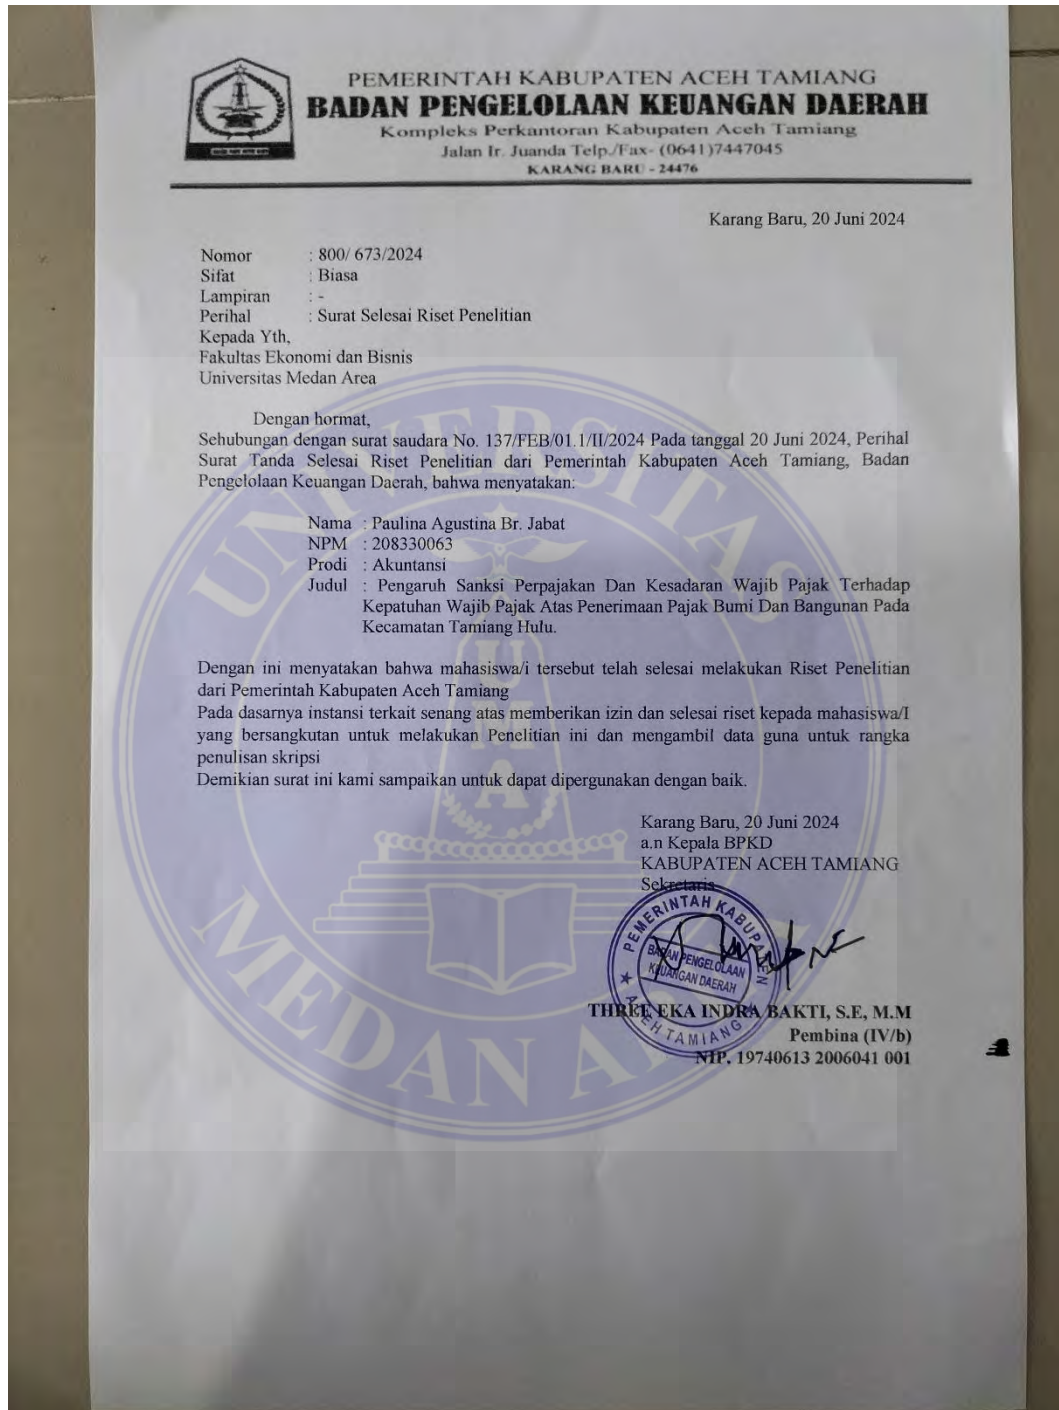 PEMERINTAH KABUPATEN ACEH TAMIANG
BADAN PENGELOLAAN KEUANGAN DAERAH
Kompleks Perkantoran Kabupaten Aceh Tamiang
Jalan Ir. Juanda Telp./Fax- (0641)7447045
KARANG BARU - 24476
Karang Baru, 20 Juni 2024
Nomor : 800/ 673/2024
Sifat : Biasa
Lampiran : -
Perihal : Surat Selesai Riset Penelitian
Kepada Yth,
Fakultas Ekonomi dan Bisnis
Universitas Medan Area
Dengan hormat,
Sehubungan dengan surat saudara No. 137/FEB/01.1/II/2024 Pada tanggal 20 Juni 2024, Perihal
Surat Tanda Selesai Riset Penelitian dari Pemerintah Kabupaten Aceh Tamiang, Badan
Pengelolaan Keuangan Daerah, bahwa menyatakan:
Nama : Paulina Agustina Br. Jabat
NPM : 208330063
Prodi : Akuntansi
Judul : Pengaruh Sanksi Perpajakan Dan Kesadaran Wajib Pajak Terhadap
Kepatuhan Wajib Pajak Atas Penerimaan Pajak Bumi Dan Bangunan Pada
Kecamatan Tamiang Hulu.
Dengan ini menyatakan bahwa mahasiswa/i tersebut telah selesai melakukan Riset Penelitian
dari Pemerintah Kabupaten Aceh Tamiang
Pada dasarnya instansi terkait senang atas memberikan izin dan selesai riset kepada mahasiswa/I
yang bersangkutan untuk melakukan Penelitian ini dan mengambil data guna untuk rangka
penulisan skripsi
Demikian surat ini kami sampaikan untuk dapat dipergunakan dengan baik.
Karang Baru, 20 Juni 2024
a.n Kepala BPKD
KABUPATEN ACEH TAMIANG
Sekretaris
PEMERINTAH KABUPATEN
BADAN PENGELOLAAN
KEUANGAN DAERAH
ACEH TAMIANG
THREE EKA INDRA BAKTI, S.E, M.M
Pembina (IV/b)
NIP. 19740613 2006041 001
UNIVERSITAS
UMA
MEDAN AREA